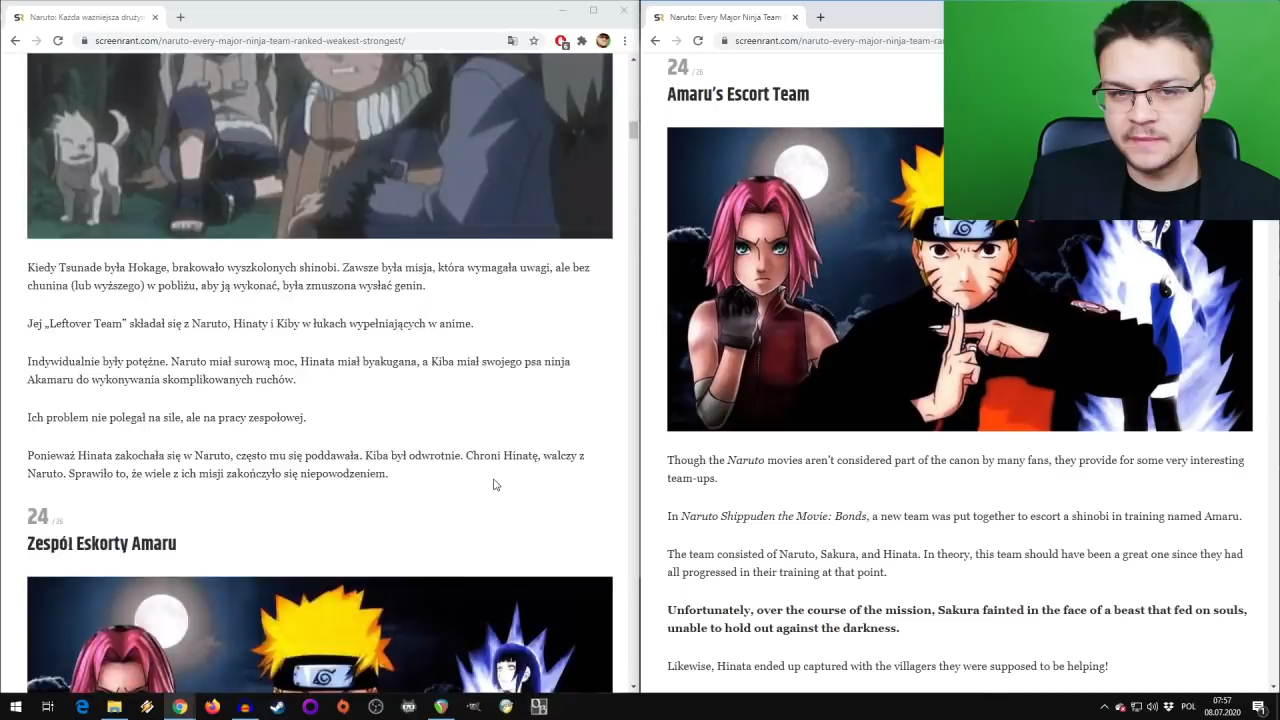 Naruto: Każda ważniejsza drużyn
screenrant.com/naruto-every-major-ninja-team-ranked-weakest-strongest/
Kiedy Tsunade była Hokage, brakowało wyszkolonych shinobi. Zawsze była misja, która wymagała uwagi, ale bez
chunina (lub wyższego) w pobliżu, aby ją wykonać, była zmuszona wysłać genin.
Jej „Leftover Team” składał się z Naruto, Hinaty i Kiby w łukach wypełniających w anime.
Indywidualnie były potężne. Naruto miał surową moc, Hinata miał byakugana, a Kiba miał swojego psa ninja
Akamaru do wykonywania skomplikowanych ruchów.
Ich problem nie polegał na sile, ale na pracy zespołowej.
Ponieważ Hinata zakochała się w Naruto, często mu się poddawała. Kiba był odwrotnie. Chroni Hinatę, walczy z
Naruto. Sprawiło to, że wiele z ich misji zakończyło się niepowodzeniem.
24 / 26
Zespół Eskorty Amaru
Naruto: Every Major Ninja Team
screenrant.com/naruto-every-major-ninja-team-ra
24 / 26
Amaru’s Escort Team
Though the Naruto movies aren’t considered part of the canon by many fans, they provide for some very interesting
team-ups.
In Naruto Shippuden the Movie: Bonds, a new team was put together to escort a shinobi in training named Amaru.
The team consisted of Naruto, Sakura, and Hinata. In theory, this team should have been a great one since they had
all progressed in their training at that point.
Unfortunately, over the course of the mission, Sakura fainted in the face of a beast that fed on souls,
unable to hold out against the darkness.
Likewise, Hinata ended up captured with the villagers they were supposed to be helping!
POL
07:57
08.07.2020